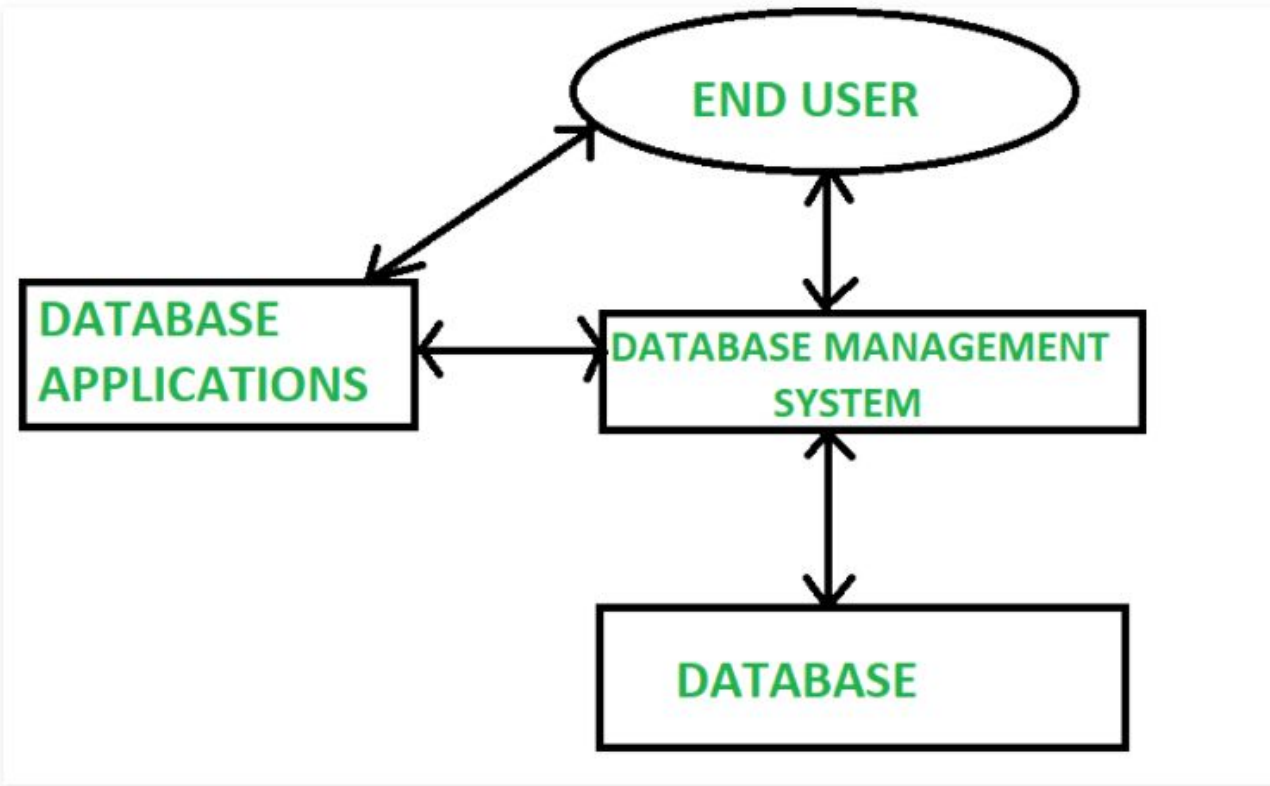 END USER
DATABASE
APPLICATIONS
DATABASE MANAGEMENT
SYSTEM
DATABASE